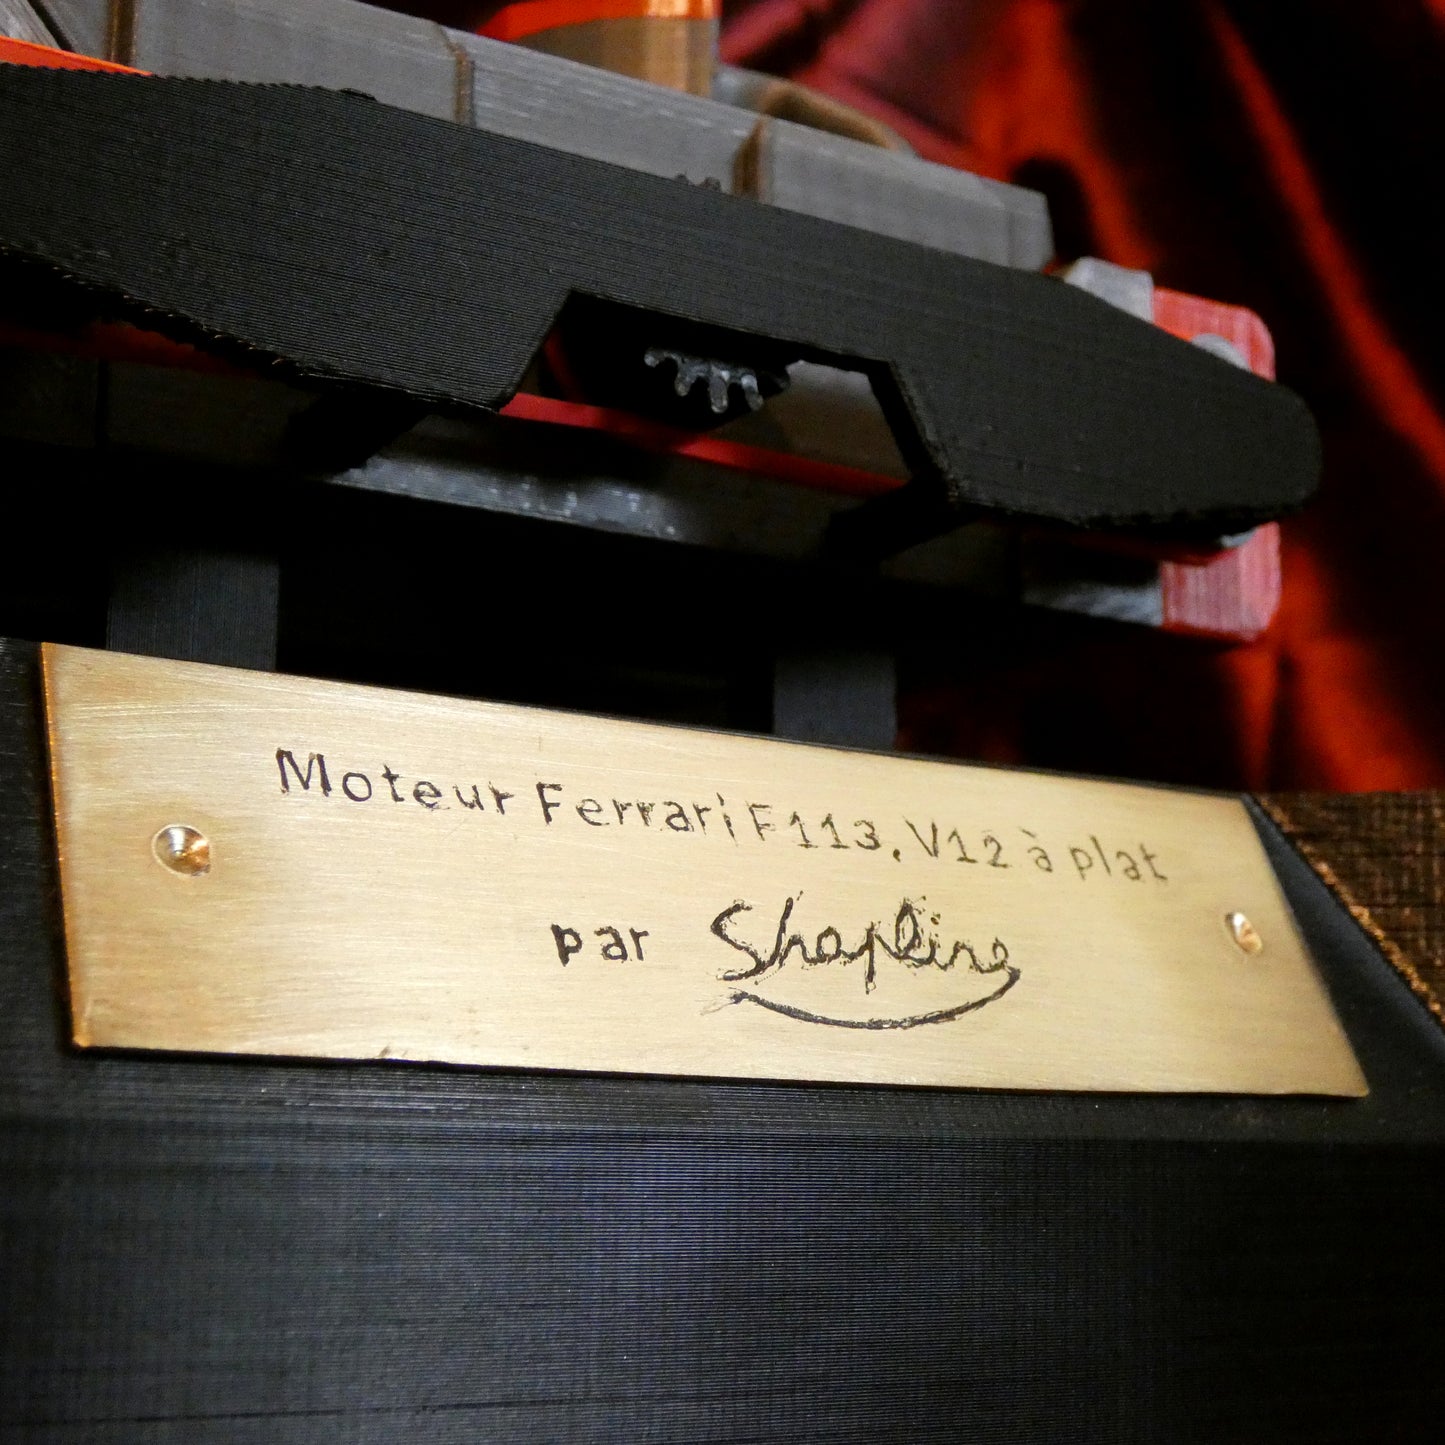 Moteur Ferrari F113, V12 à plat
par Shapling